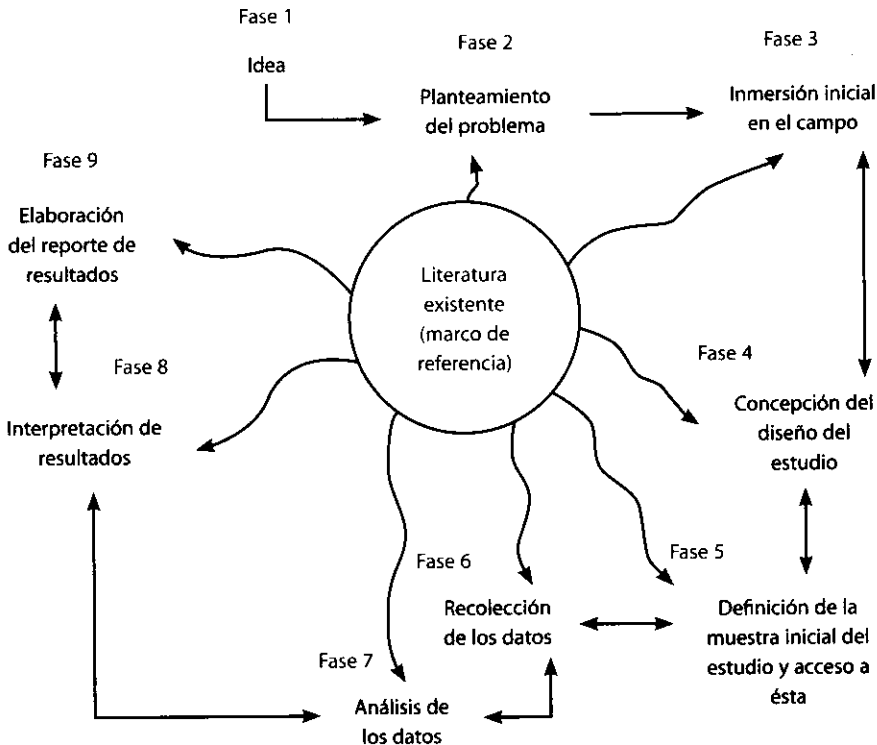 Fase 1
Idea
Fase 2
Planteamiento
del problema
Fase 3
Inmersión inicial
en el campo
Fase 9
Elaboración
del reporte de
resultados
Literatura
existente
(marco de
referencia)
Fase 4
Concepción del
diseño del
estudio
Fase 8
Interpretación de
resultados
Fase 5
Definición de la
muestra inicial del
estudio y acceso a
ésta
Fase 6
Recolección
de los datos
Fase 7
Análisis de
los datos